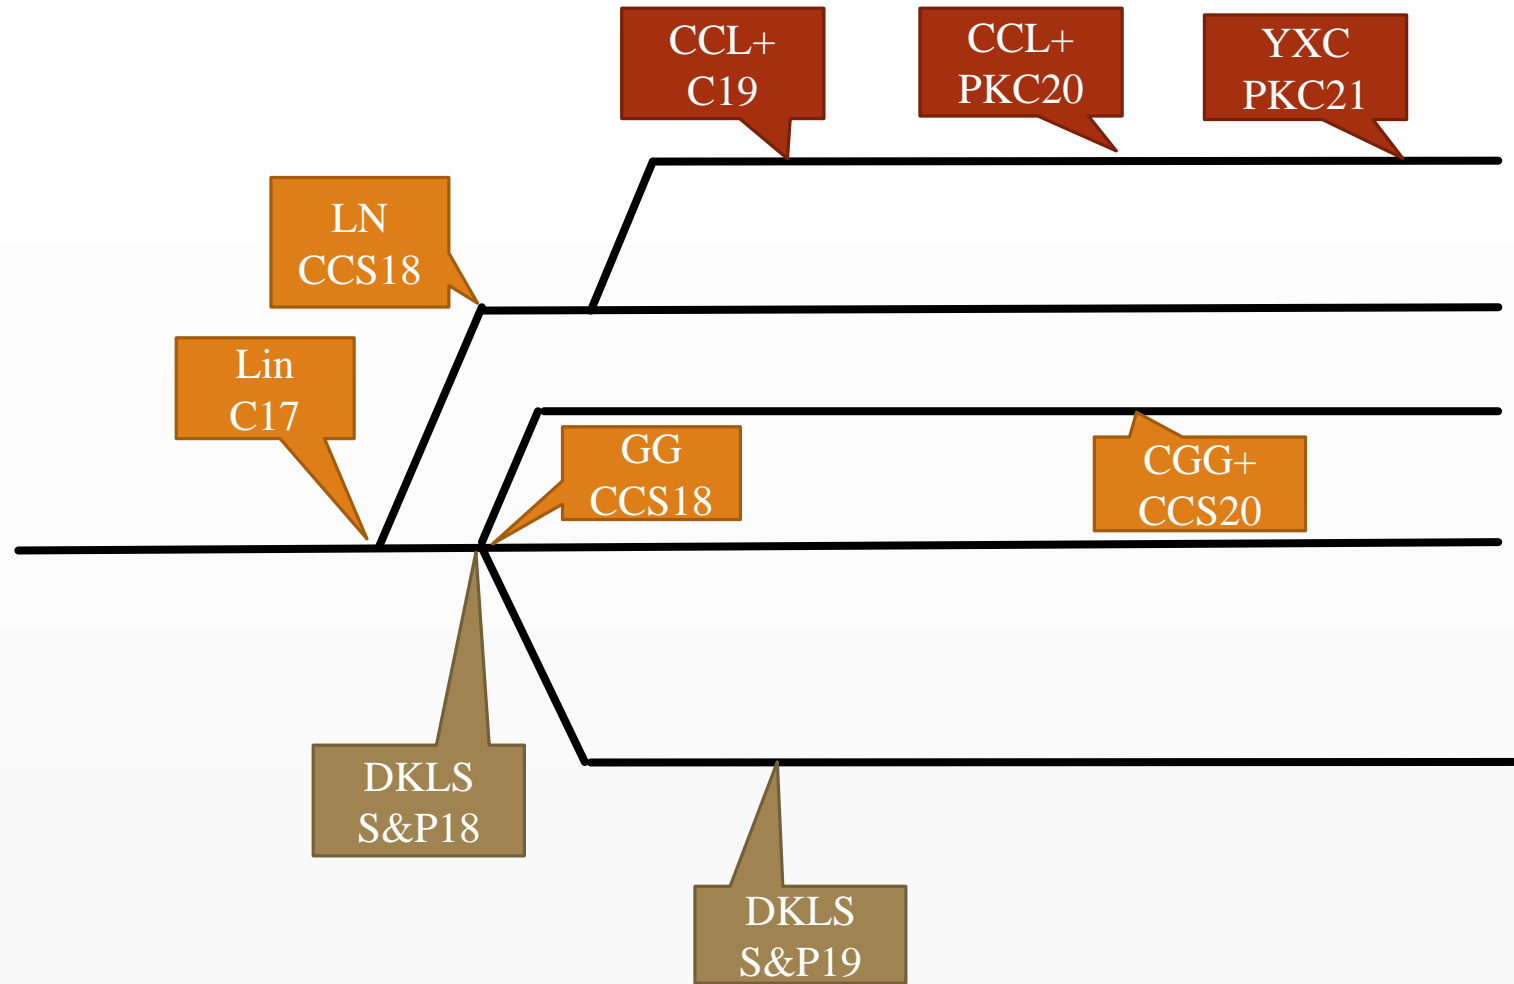 CCL+
C19
CCL+
PKC20
YXC
PKC21
LN
CCS18
Lin
C17
GG
CCS18
CGG+
CCS20
DKLS
S&P18
DKLS
S&P19